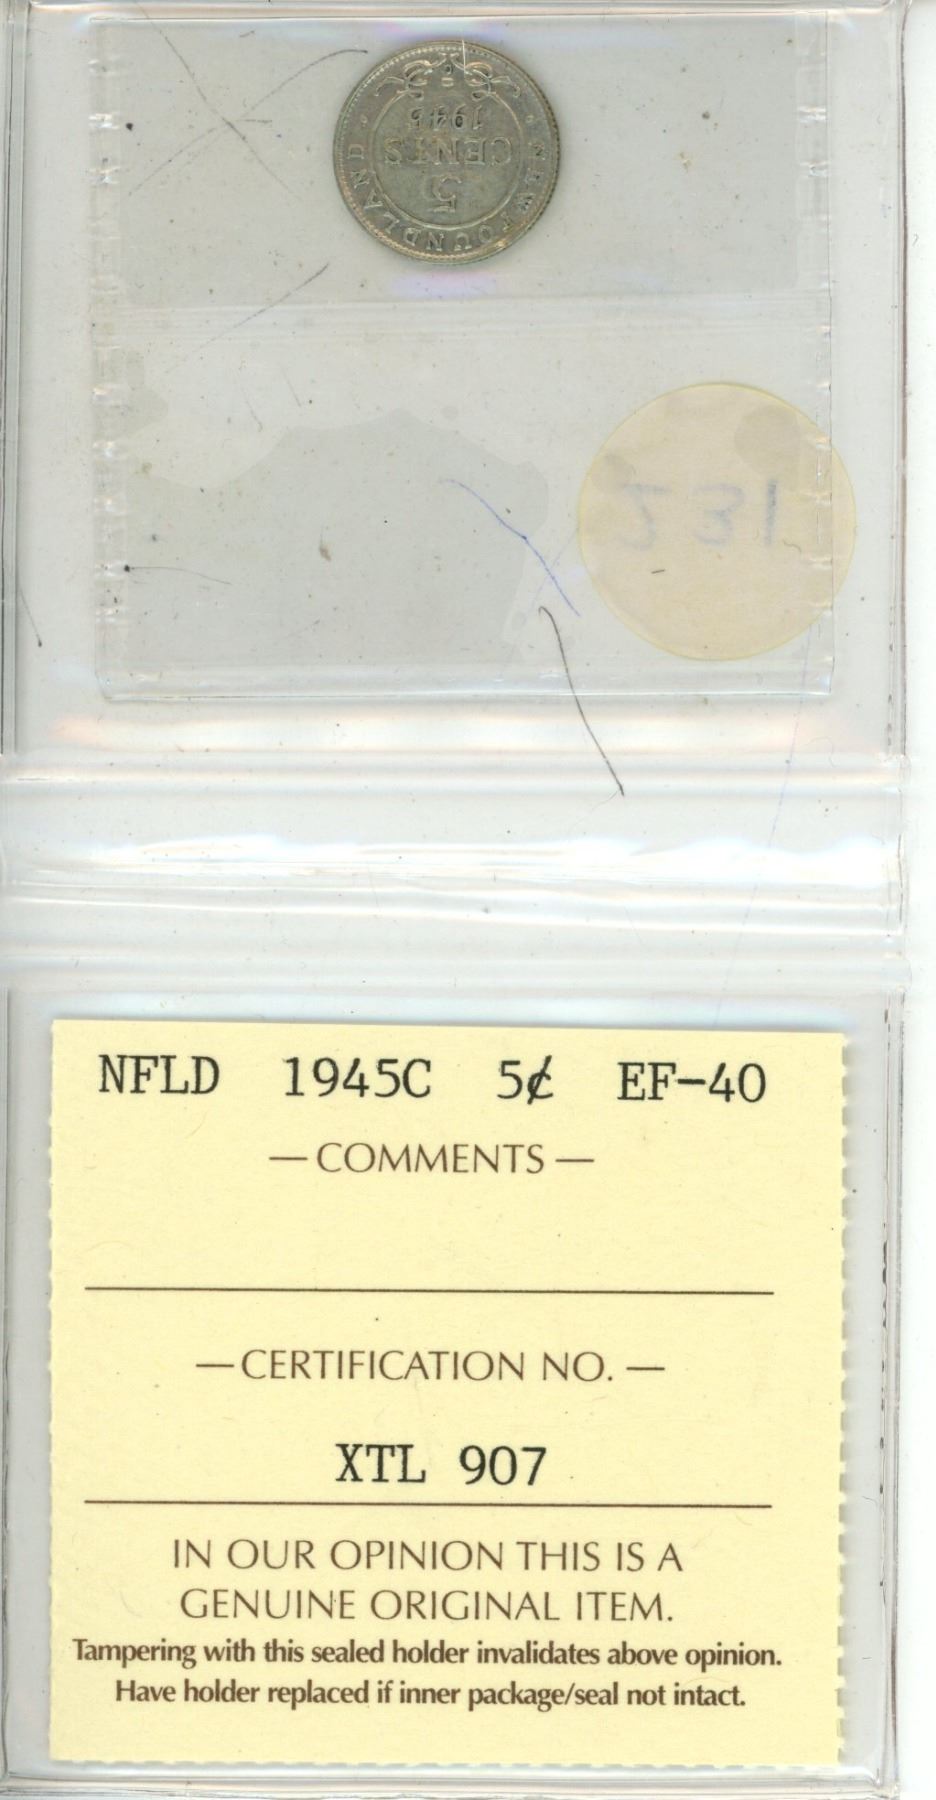 5
CENTS
1945
NEWFOUNDLAND
NFLD 1945C 5¢ EF-40
— COMMENTS —
— CERTIFICATION NO. —
XTL 907
IN OUR OPINION THIS IS A
GENUINE ORIGINAL ITEM.
Tampering with this sealed holder invalidates above opinion.
Have holder replaced if inner package/seal not intact.